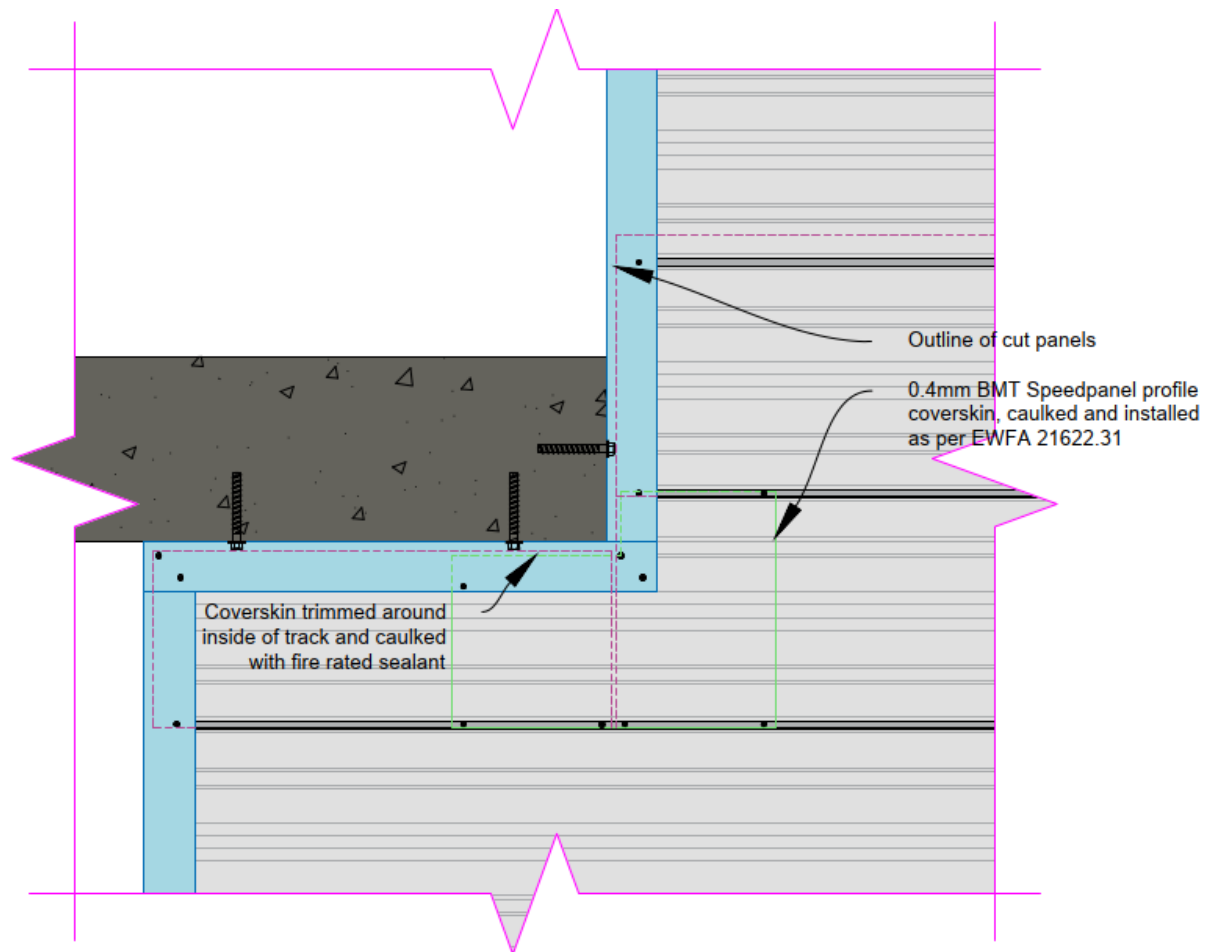 Outline of cut panels
0.4mm BMT Speedpanel profile
coverskin, caulked and installed
as per EWFA 21622.31
Coverskin trimmed around
inside of track and caulked
with fire rated sealant